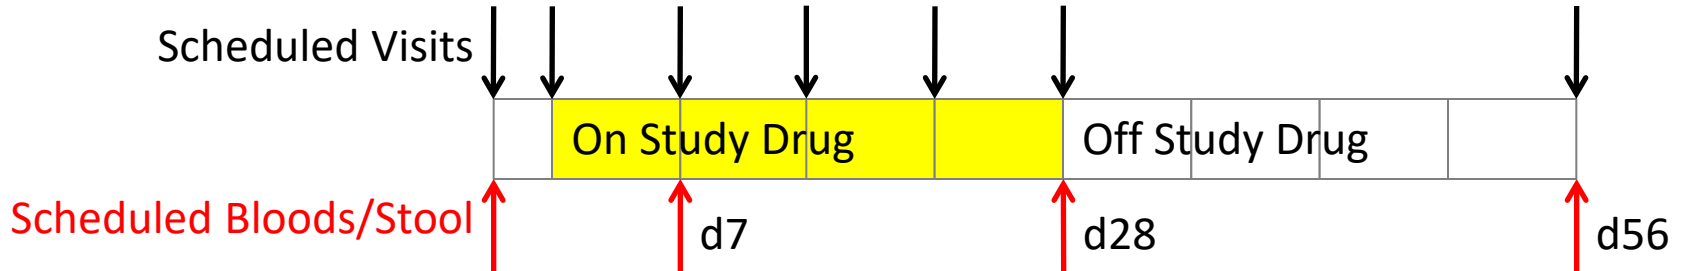 Scheduled Visits
On Study Drug
Off Study Drug
Scheduled Bloods/Stool
d7
d28
d56